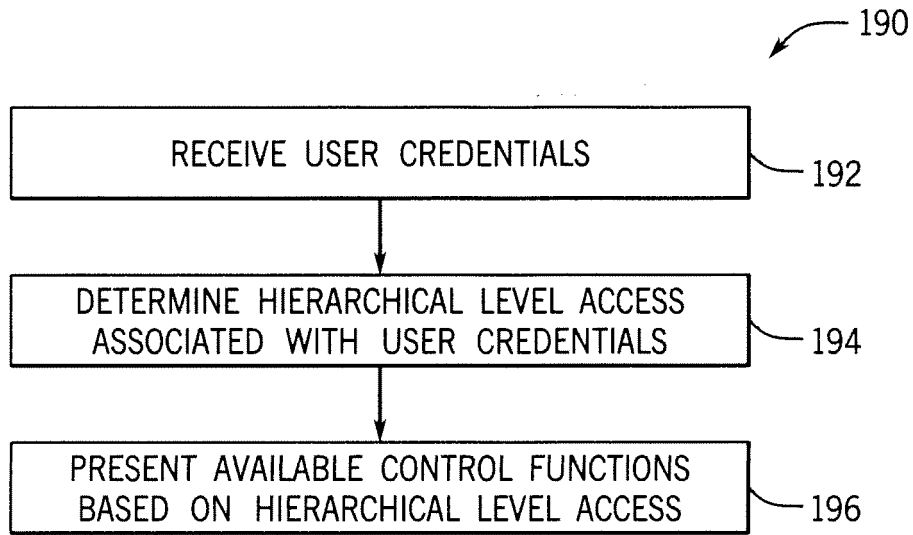 190
RECEIVE USER CREDENTIALS
192
DETERMINE HIERARCHICAL LEVEL ACCESS
ASSOCIATED WITH USER CREDENTIALS
194
PRESENT AVAILABLE CONTROL FUNCTIONS
BASED ON HIERARCHICAL LEVEL ACCESS
196